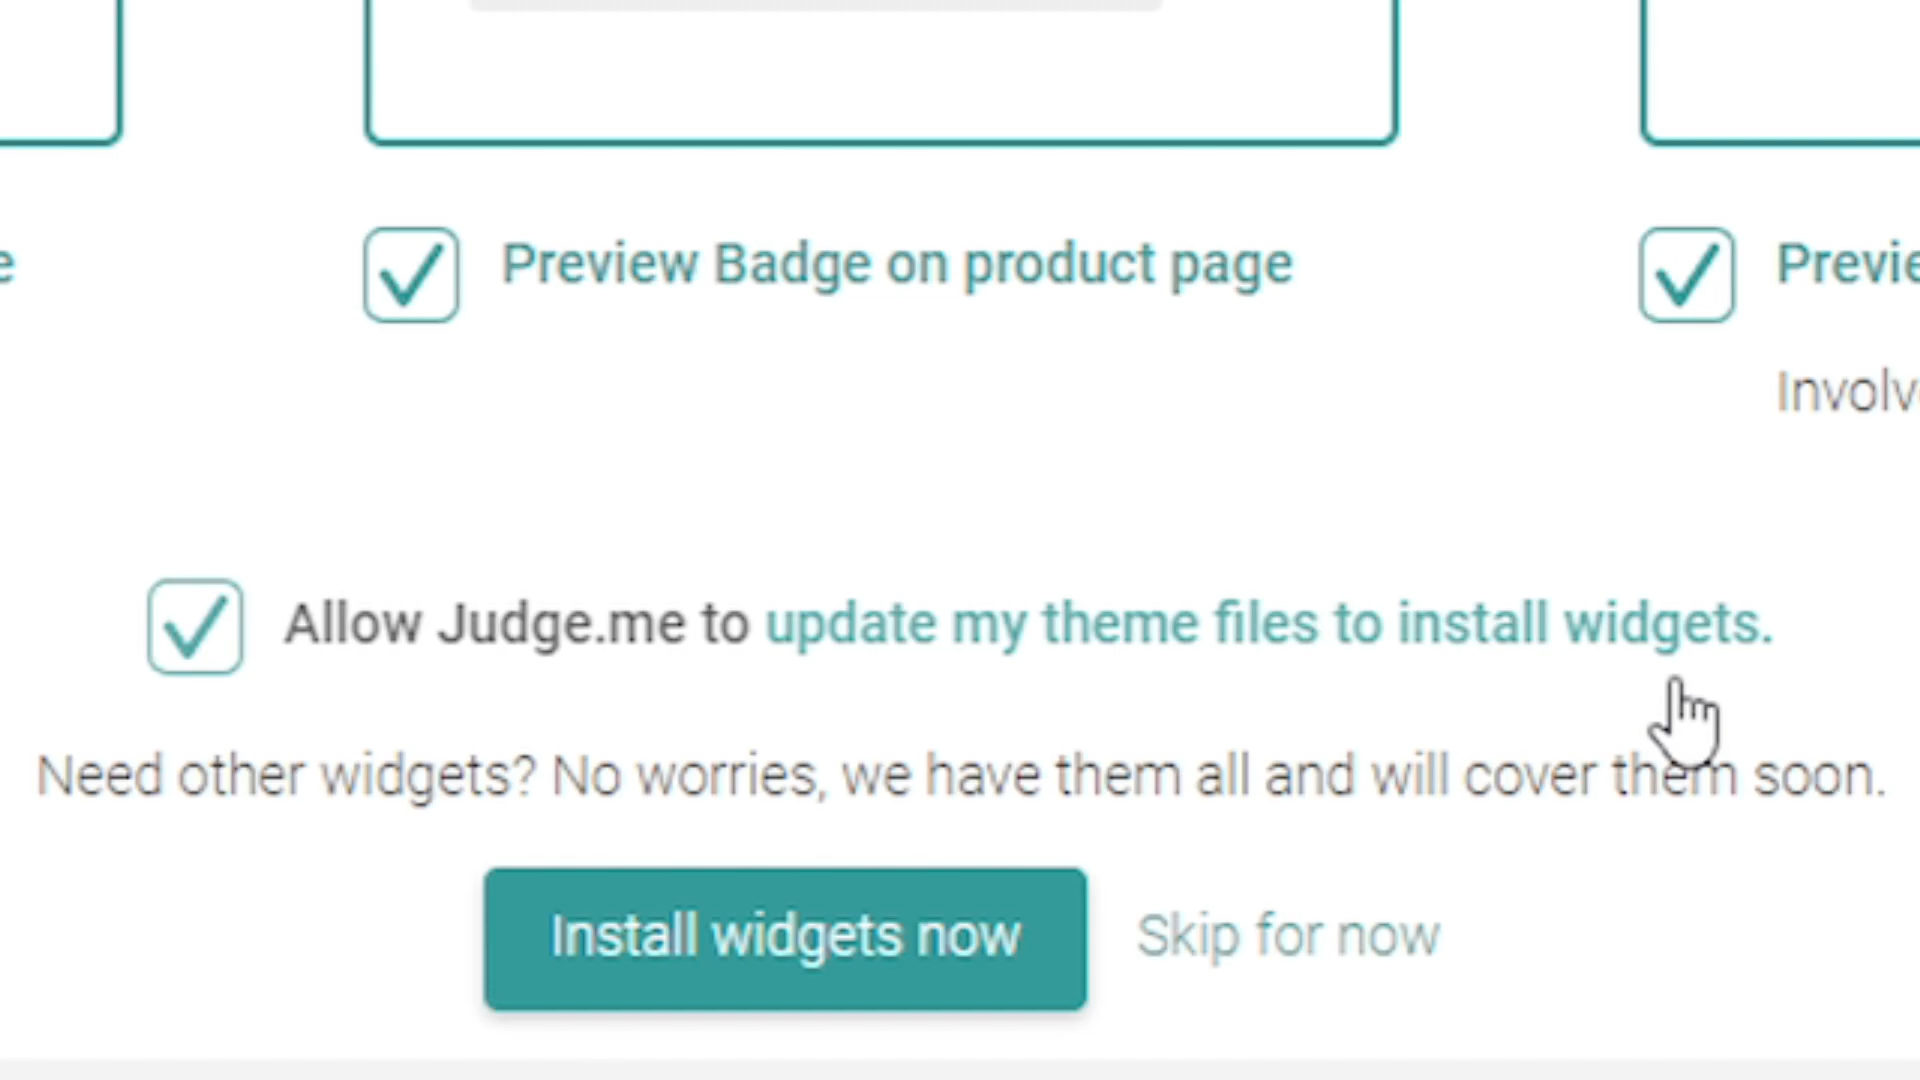 Preview Badge on product page
Allow Judge.me to update my theme files to install widgets.
Need other widgets? No worries, we have them all and will cover them soon.
Install widgets now
Skip for now